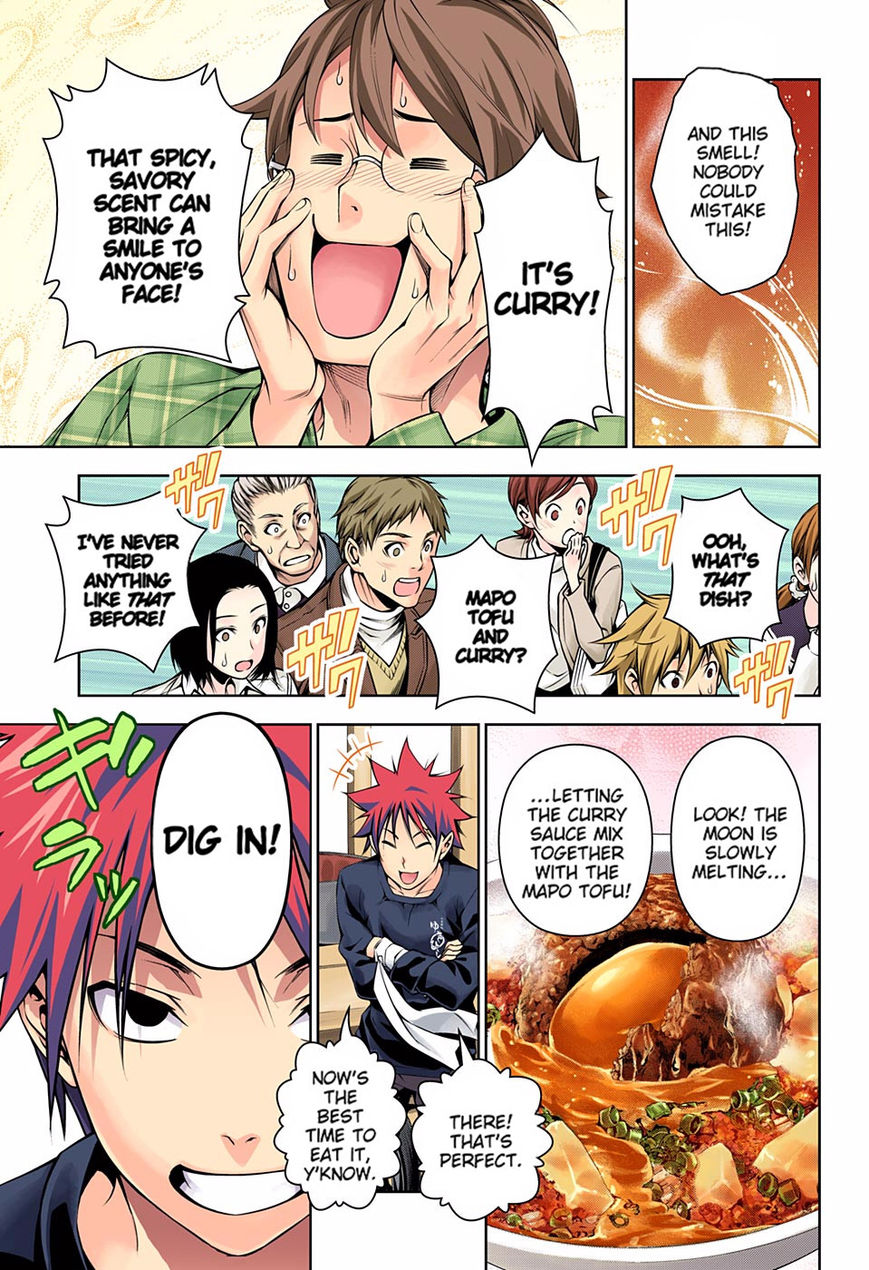 AND THIS
SMELL!
NOBODY
COULD
MISTAKE
THIS!
IT'S
CURRY!
THAT SPICY,
SAVORY
SCENT CAN
BRING A
SMILE TO
ANYONE'S
FACE!
OOH,
WHAT'S
THAT
DISH?
ザワ
ザワ
MAPO
TOFU
AND
CURRY?
ザワ
ザワ
I'VE NEVER
TRIED
ANYTHING
LIKE THAT
BEFORE!
LOOK! THE
MOON IS
SLOWLY
MELTING...
...LETTING
THE CURRY
SAUCE MIX
TOGETHER
WITH THE
MAPO TOFU!
THERE!
THAT'S
PERFECT.
NOW'S
THE
BEST
TIME TO
EAT IT,
Y'KNOW.
DIG IN!
ギラッ